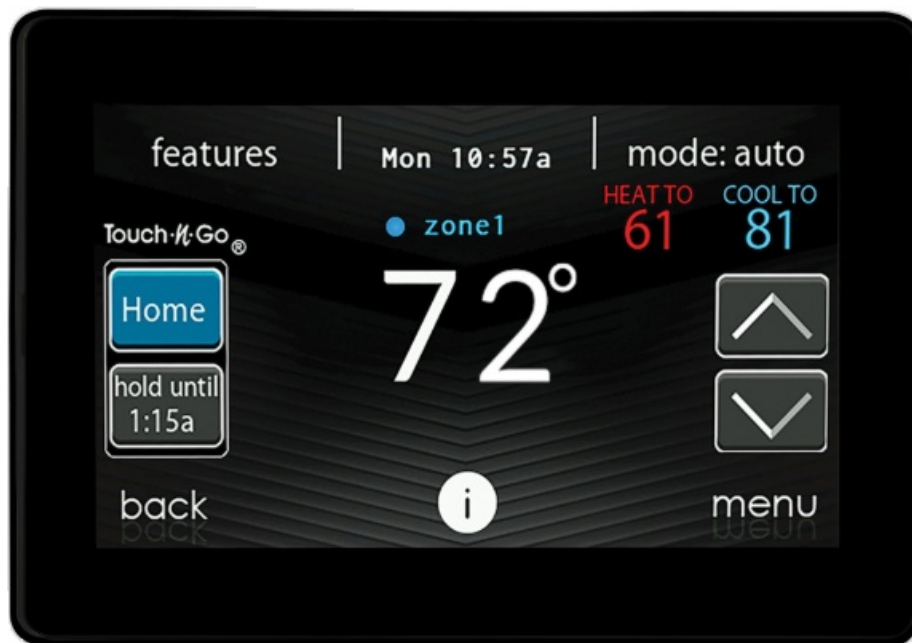 features
Mon 10:57a
mode: auto
HEAT TO
61
COOL TO
81
Touch·N·Go®
zone1
72°
Home
hold until
1:15a
back
i
menu